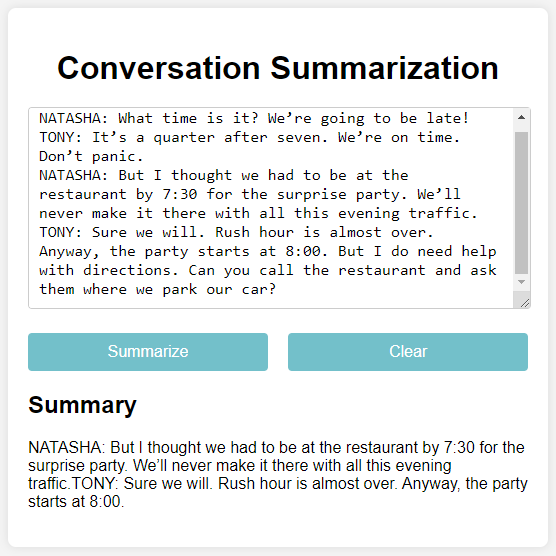 Conversation Summarization
NATASHA: What time is it? We’re going to be late!
TONY: It’s a quarter after seven. We’re on time.
Don’t panic.
NATASHA: But I thought we had to be at the
restaurant by 7:30 for the surprise party. We’ll
never make it there with all this evening traffic.
TONY: Sure we will. Rush hour is almost over.
Anyway, the party starts at 8:00. But I do need help
with directions. Can you call the restaurant and ask
them where we park our car?
Summarize
Clear
Summary
NATASHA: But I thought we had to be at the restaurant by 7:30 for the
surprise party. We’ll never make it there with all this evening
traffic.TONY: Sure we will. Rush hour is almost over. Anyway, the party
starts at 8:00.